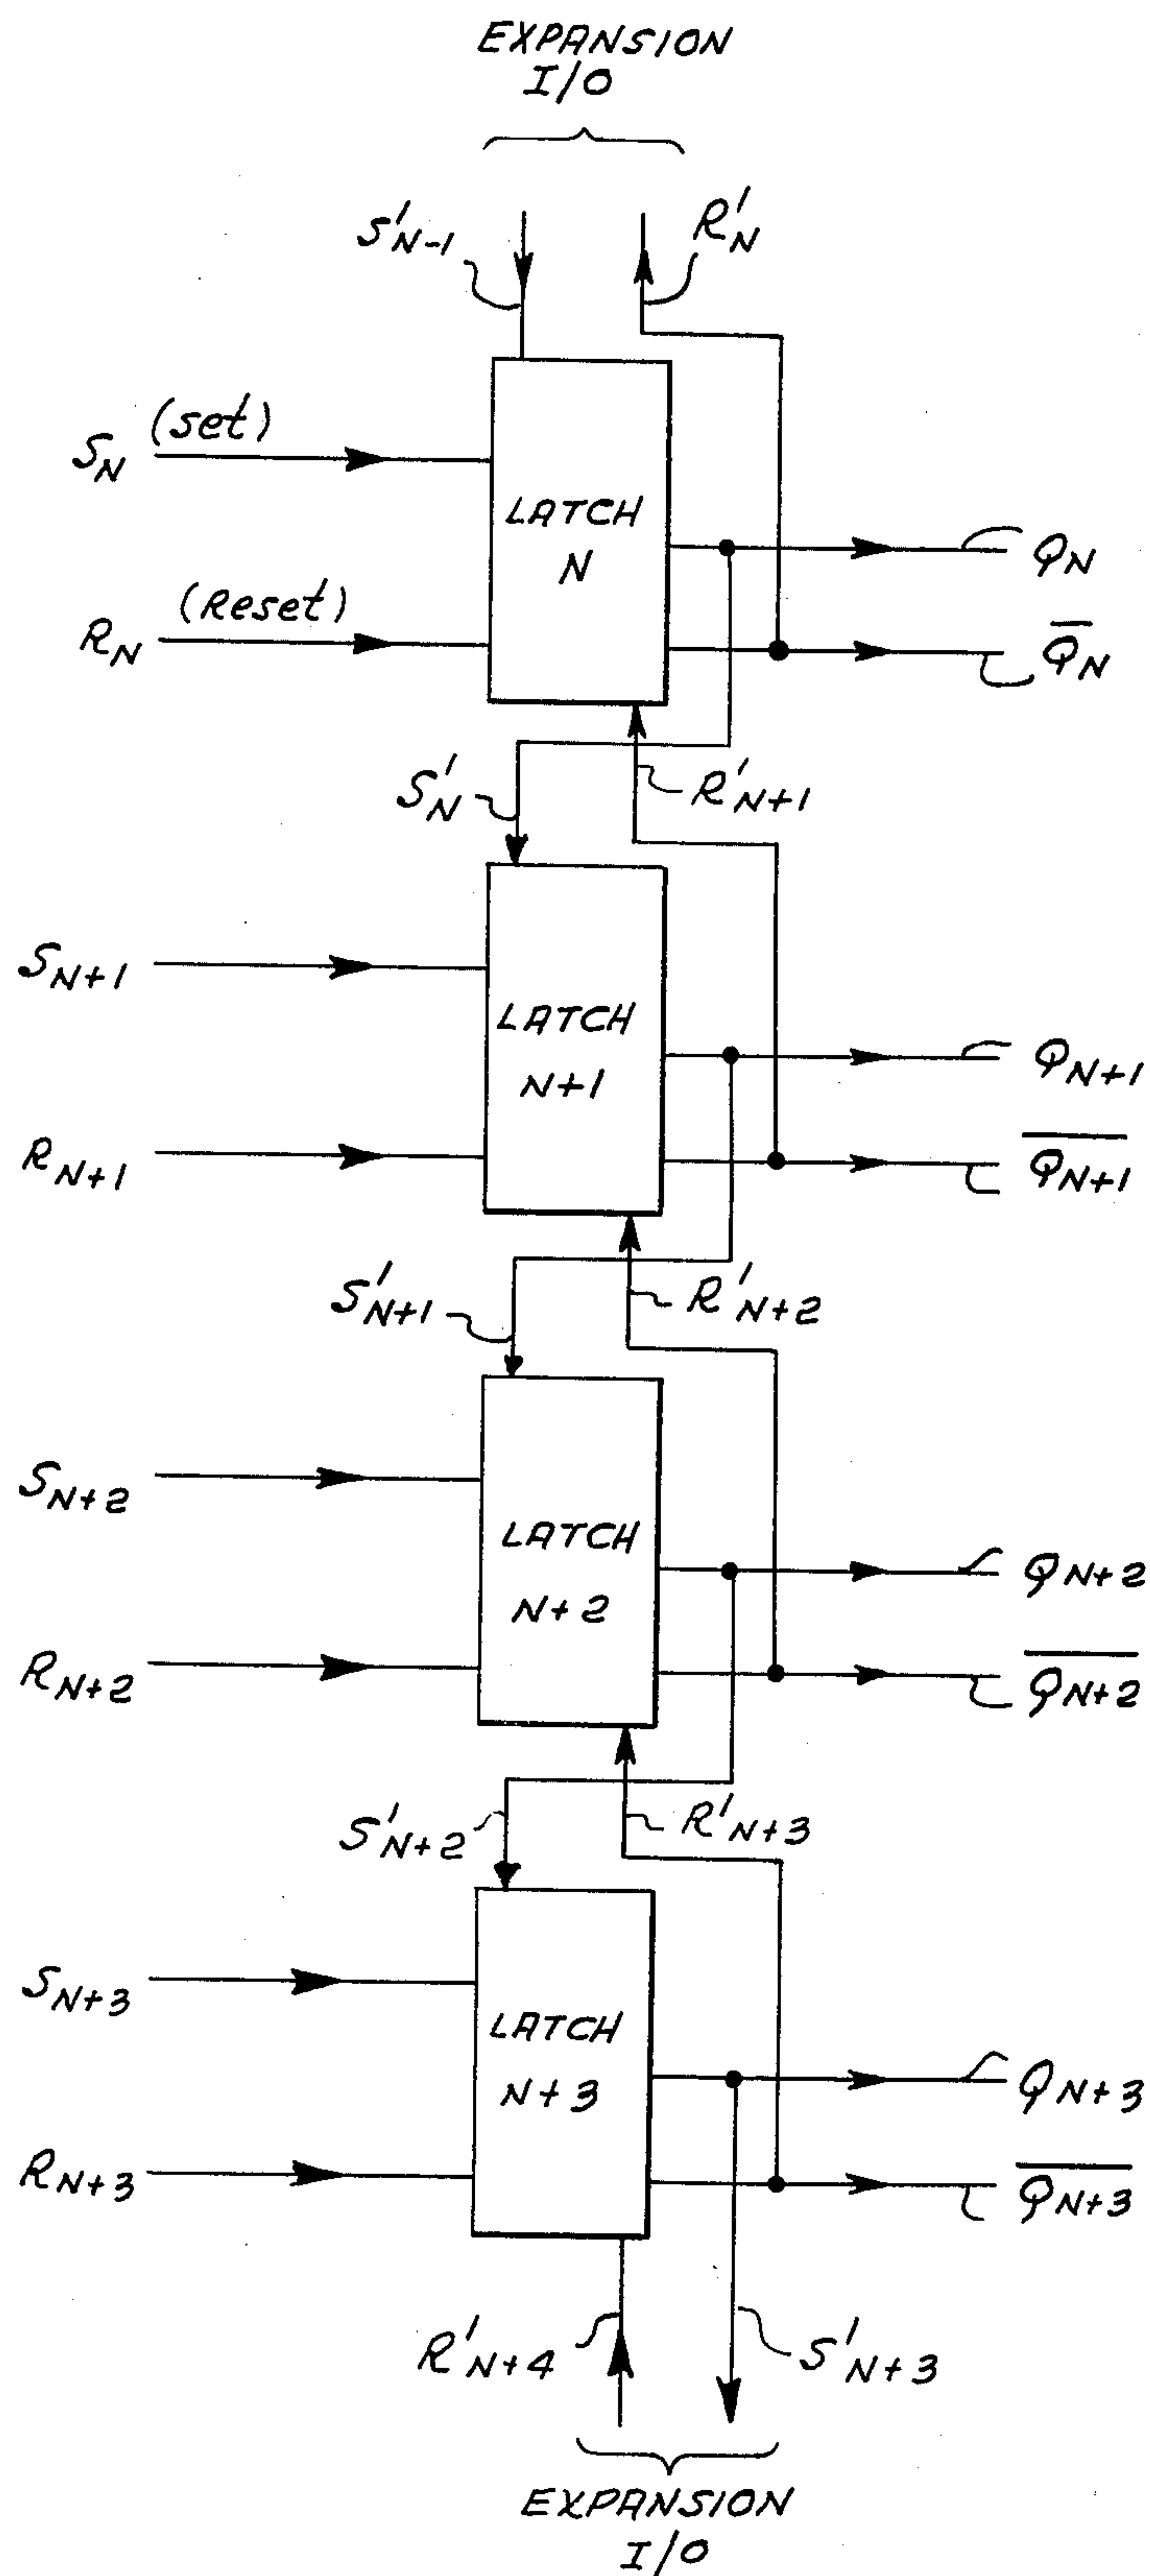 EXPANSION
I/O
S'N-1
R'N
SN (set)
LATCH
N
QN
RN (Reset)
Q̅N
S'N
R'N+1
SN+1
LATCH
N+1
QN+1
RN+1
Q̅N̅+̅1̅
S'N+1
R'N+2
SN+2
LATCH
N+2
QN+2
RN+2
Q̅N̅+̅2̅
S'N+2
R'N+3
SN+3
LATCH
N+3
QN+3
RN+3
Q̅N̅+̅3̅
R'N+4
S'N+3
EXPANSION
I/O